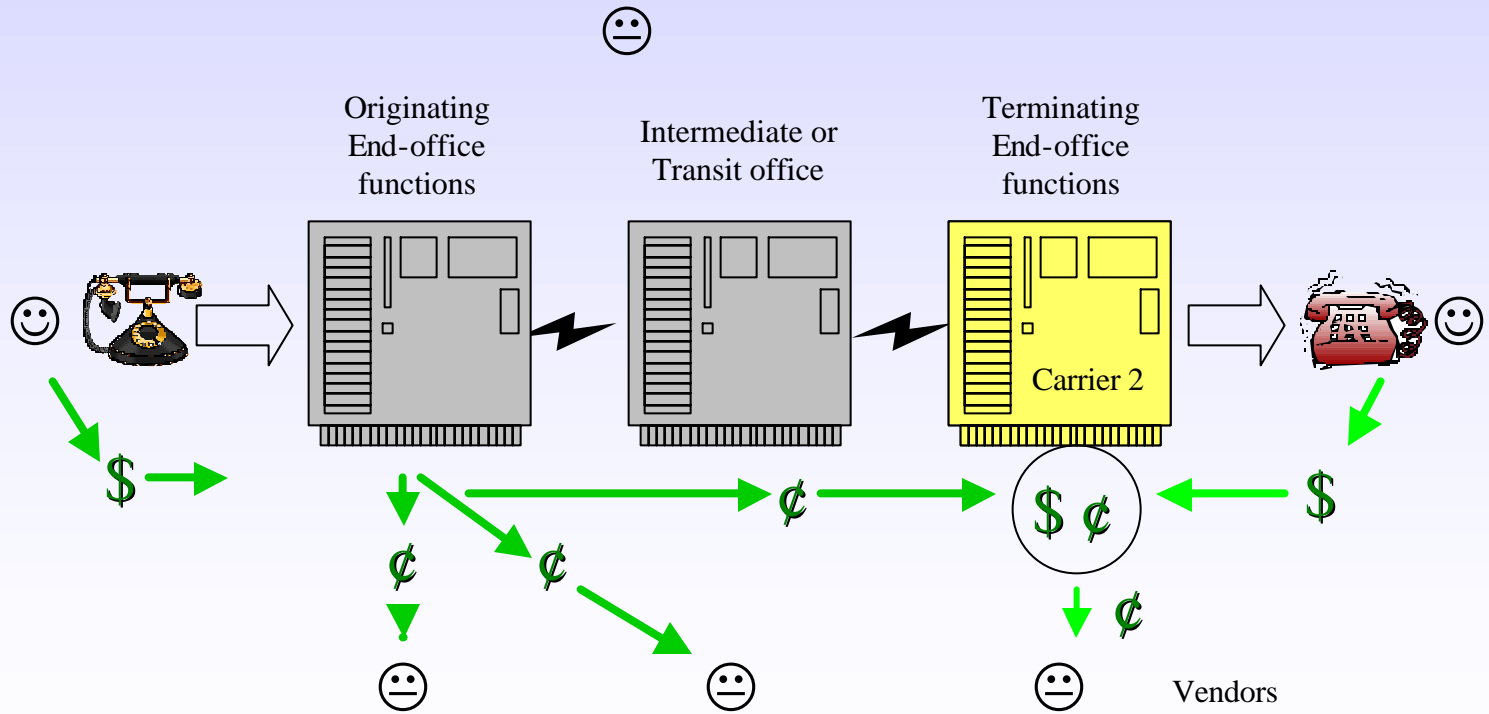 Originating
End-office
functions
Intermediate or
Transit office
Terminating
End-office
functions
Carrier 2
$
¢
$ ¢
$
¢
¢
¢
Vendors